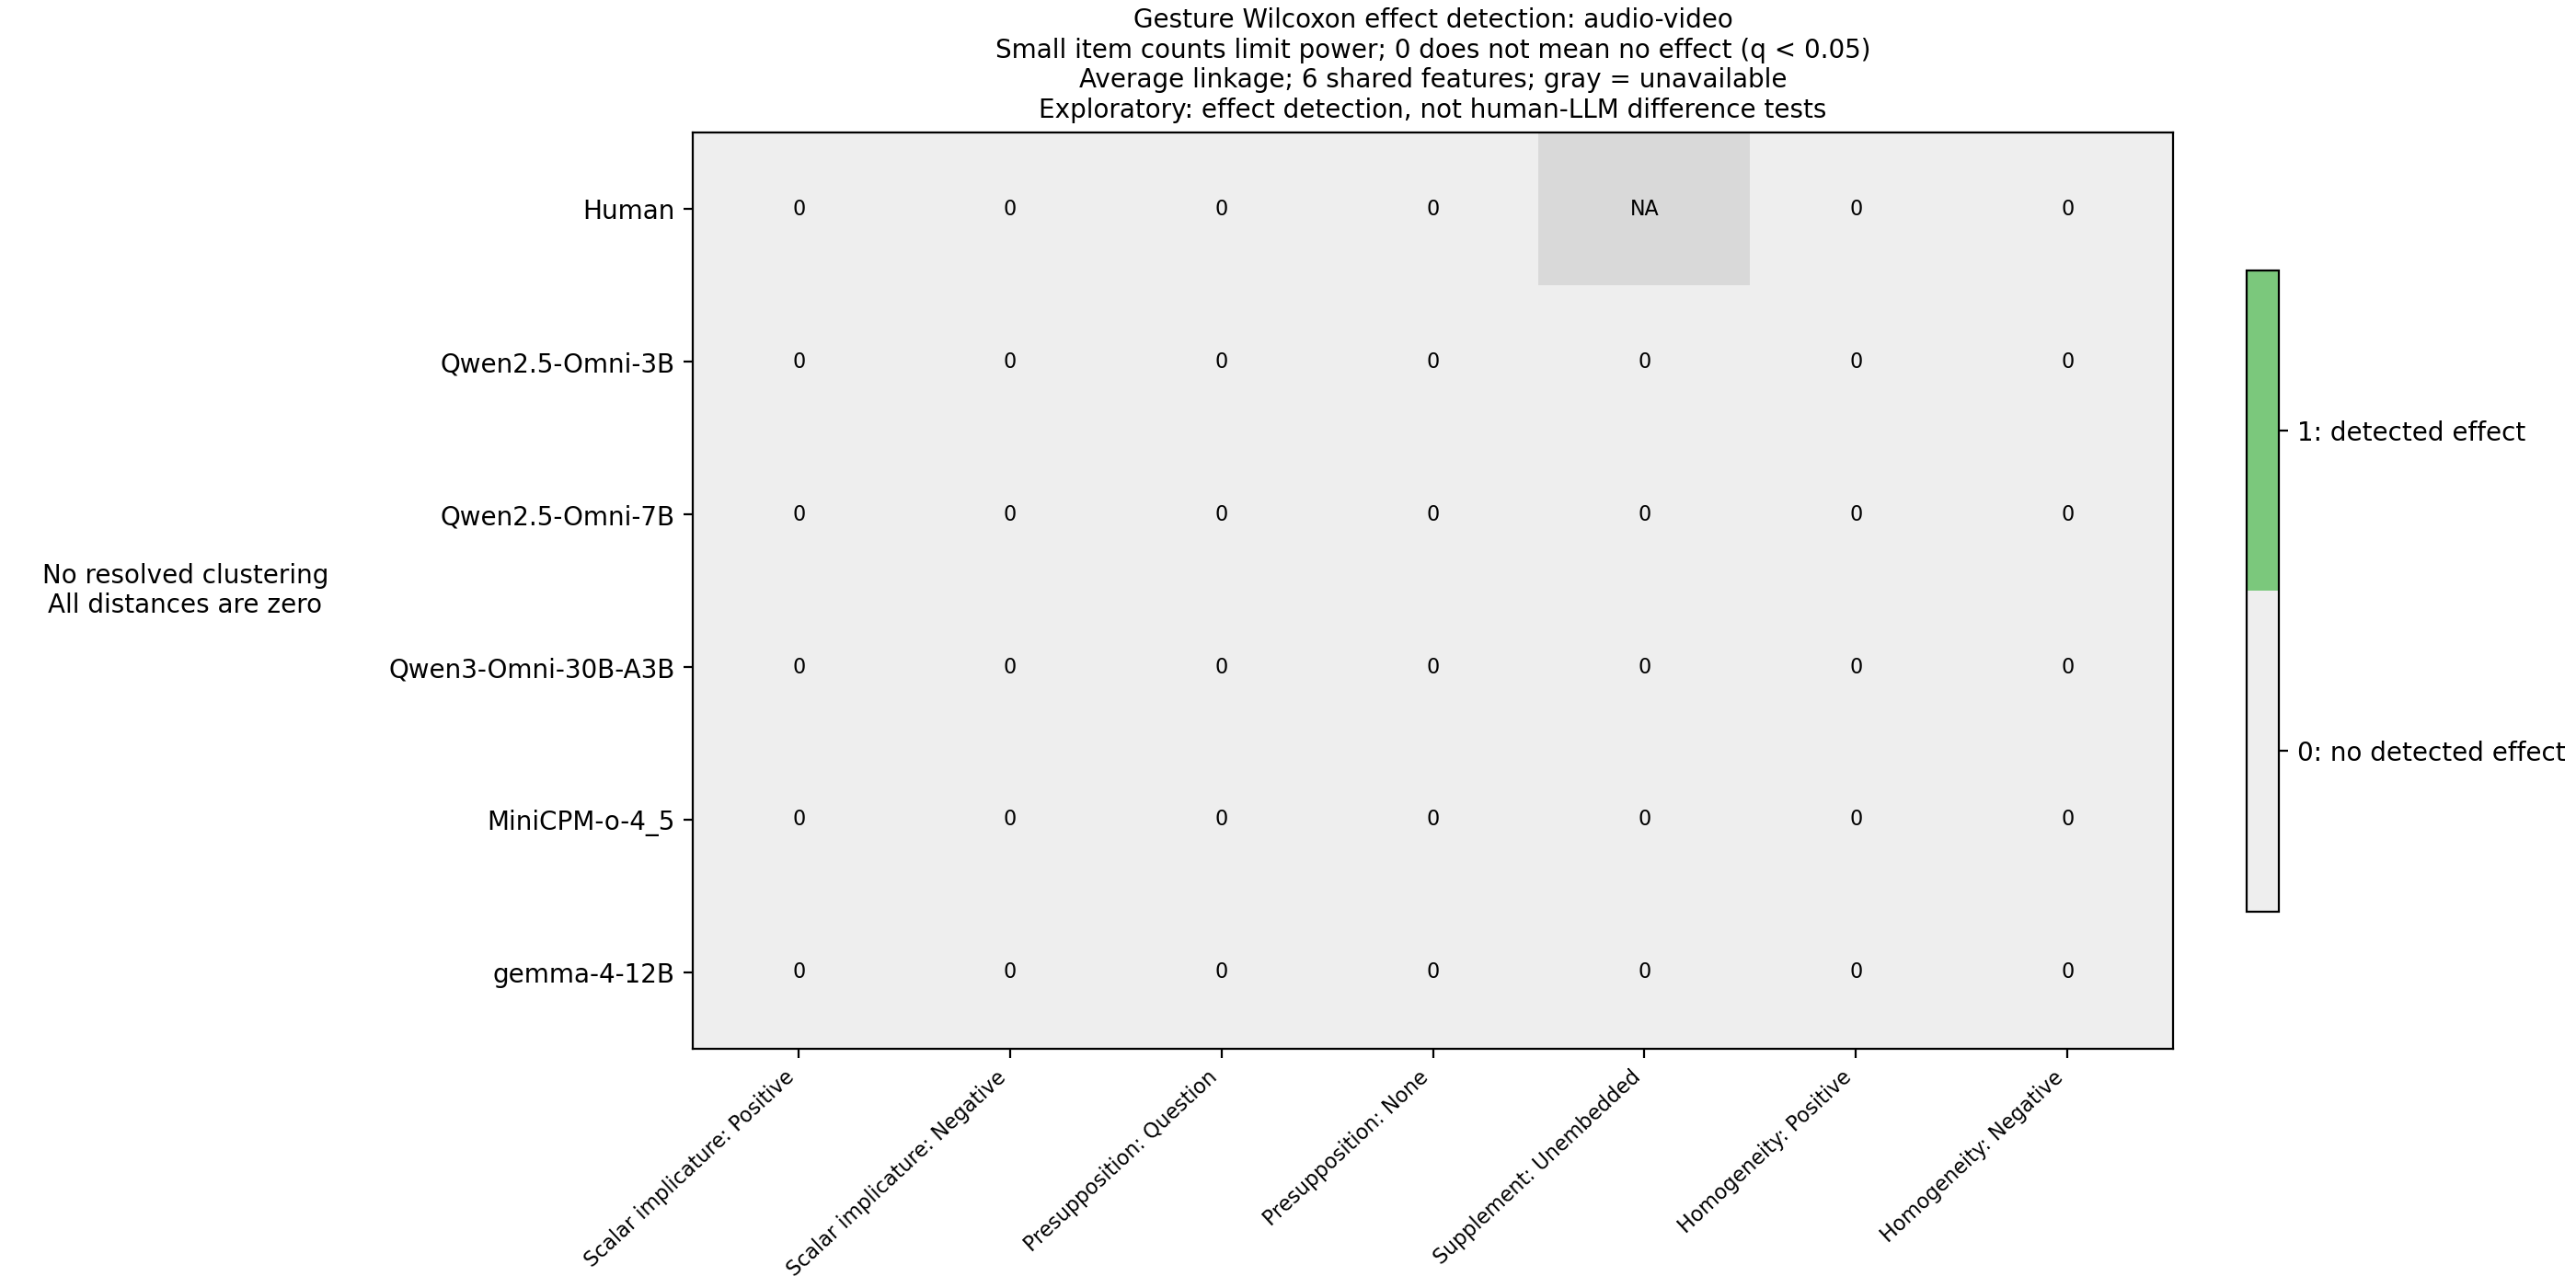 Gesture Wilcoxon effect detection: audio-video
Small item counts limit power; 0 does not mean no effect (q < 0.05)
Average linkage; 6 shared features; gray = unavailable
Exploratory: effect detection, not human-LLM difference tests
Human 0 0 0 0 NA 0 0
Qwen2.5-Omni-3B 0 0 0 0 0 0 0
Qwen2.5-Omni-7B 0 0 0 0 0 0 0
No resolved clustering
All distances are zero
Qwen3-Omni-30B-A3B 0 0 0 0 0 0 0
MiniCPM-o-4_5 0 0 0 0 0 0 0
gemma-4-12B 0 0 0 0 0 0 0
Scalar implicature: Positive
Scalar implicature: Negative
Presupposition: Question
Presupposition: None
Supplement: Unembedded
Homogeneity: Positive
Homogeneity: Negative
1: detected effect
0: no detected effect